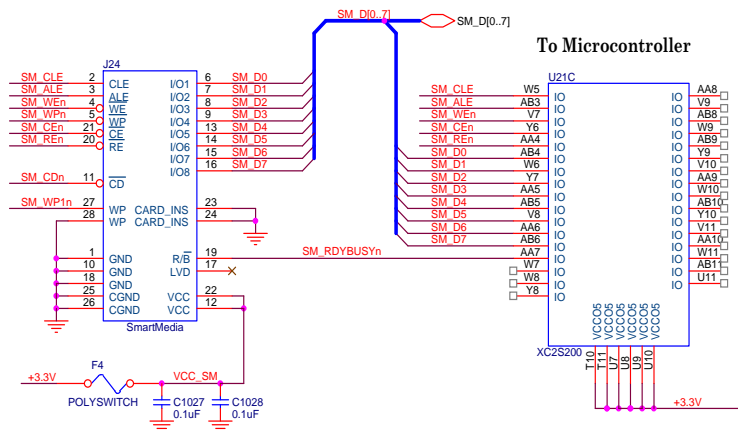 SM_D[0..7]
SM_D[0..7]
To Microcontroller
J24
U21C
SM_CLE 2 CLE I/O1 6 SM_D0
SM_ALE 3 ALE I/O2 7 SM_D1
SM_WEn 4 WE I/O3 8 SM_D2
SM_WPn 5 WP I/O4 9 SM_D3
SM_CEn 21 CE I/O5 13 SM_D4
SM_REn 20 RE I/O6 14 SM_D5
I/O7 15 SM_D6
I/O8 16 SM_D7
SM_CDn 11 CD
SM_WP1n 27 WP CARD_INS 23
28 WP CARD_INS 24
1 GND R/B 19 SM_RDYBUSYn
10 GND LVD 17
18 GND
25 CGND VCC 22
26 CGND VCC 12
SmartMedia
SM_CLE W5 IO IO AA8
SM_ALE AB3 IO IO V9
SM_WEn V7 IO IO AB8
SM_CEn Y6 IO IO W9
SM_REn AA4 IO IO AB9
SM_D0 AB4 IO IO Y9
SM_D1 W6 IO IO V10
SM_D2 Y7 IO IO AA9
SM_D3 AA5 IO IO W10
SM_D4 AB5 IO IO AB10
SM_D5 V8 IO IO Y10
SM_D6 AA6 IO IO V11
SM_D7 AB6 IO IO AA10
AA7 IO IO W11
W7 IO IO AB11
W8 IO IO U11
Y8 IO
VCCO5 VCCO5 VCCO5 VCCO5 VCCO5 VCCO5
XC2S200
T10 T11 U7 U8 U9 U10
+3.3V
F4
+3.3V
VCC_SM
POLYSWITCH
C1027
0.1uF
C1028
0.1uF